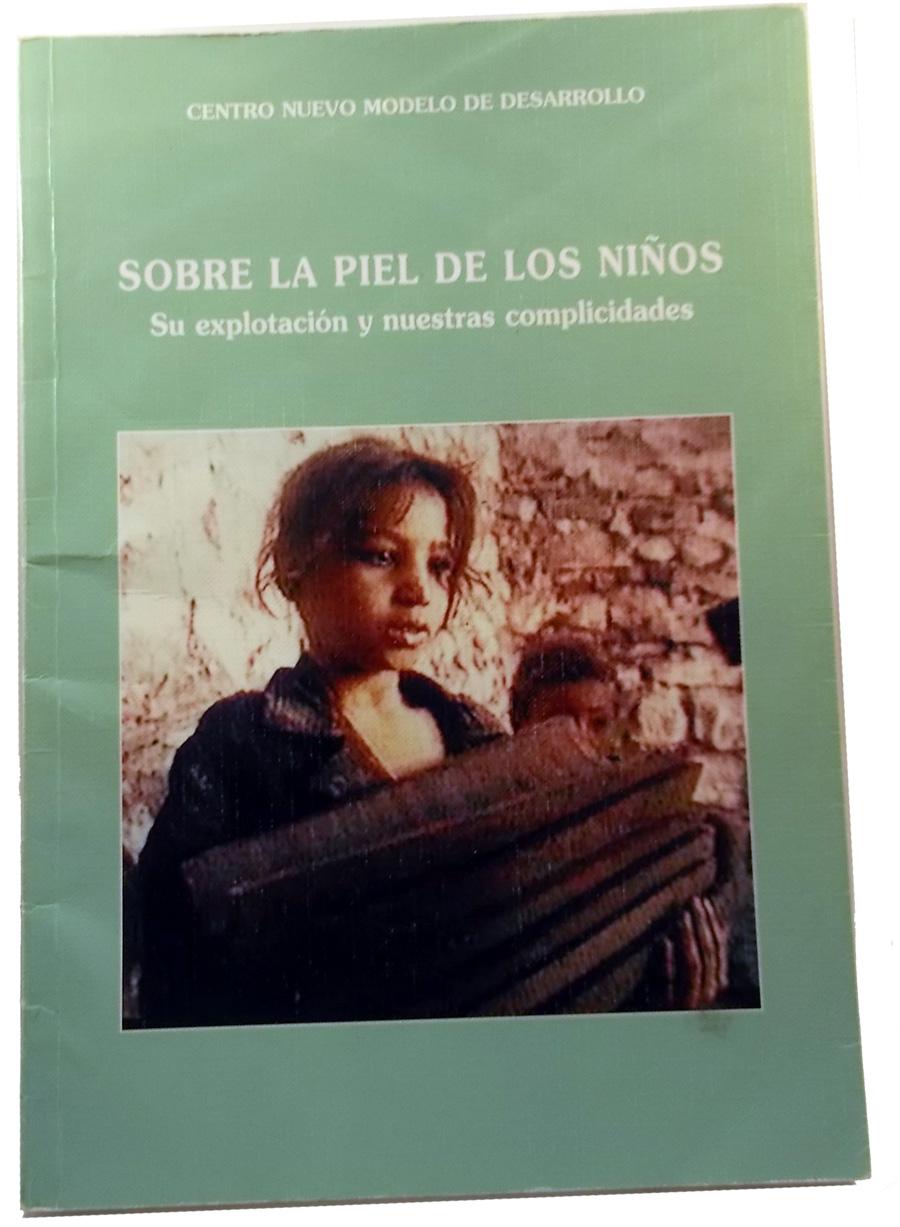 CENTRO NUEVO MODELO DE DESARROLLO
SOBRE LA PIEL DE LOS NIÑOS
Su explotación y nuestras complicidades